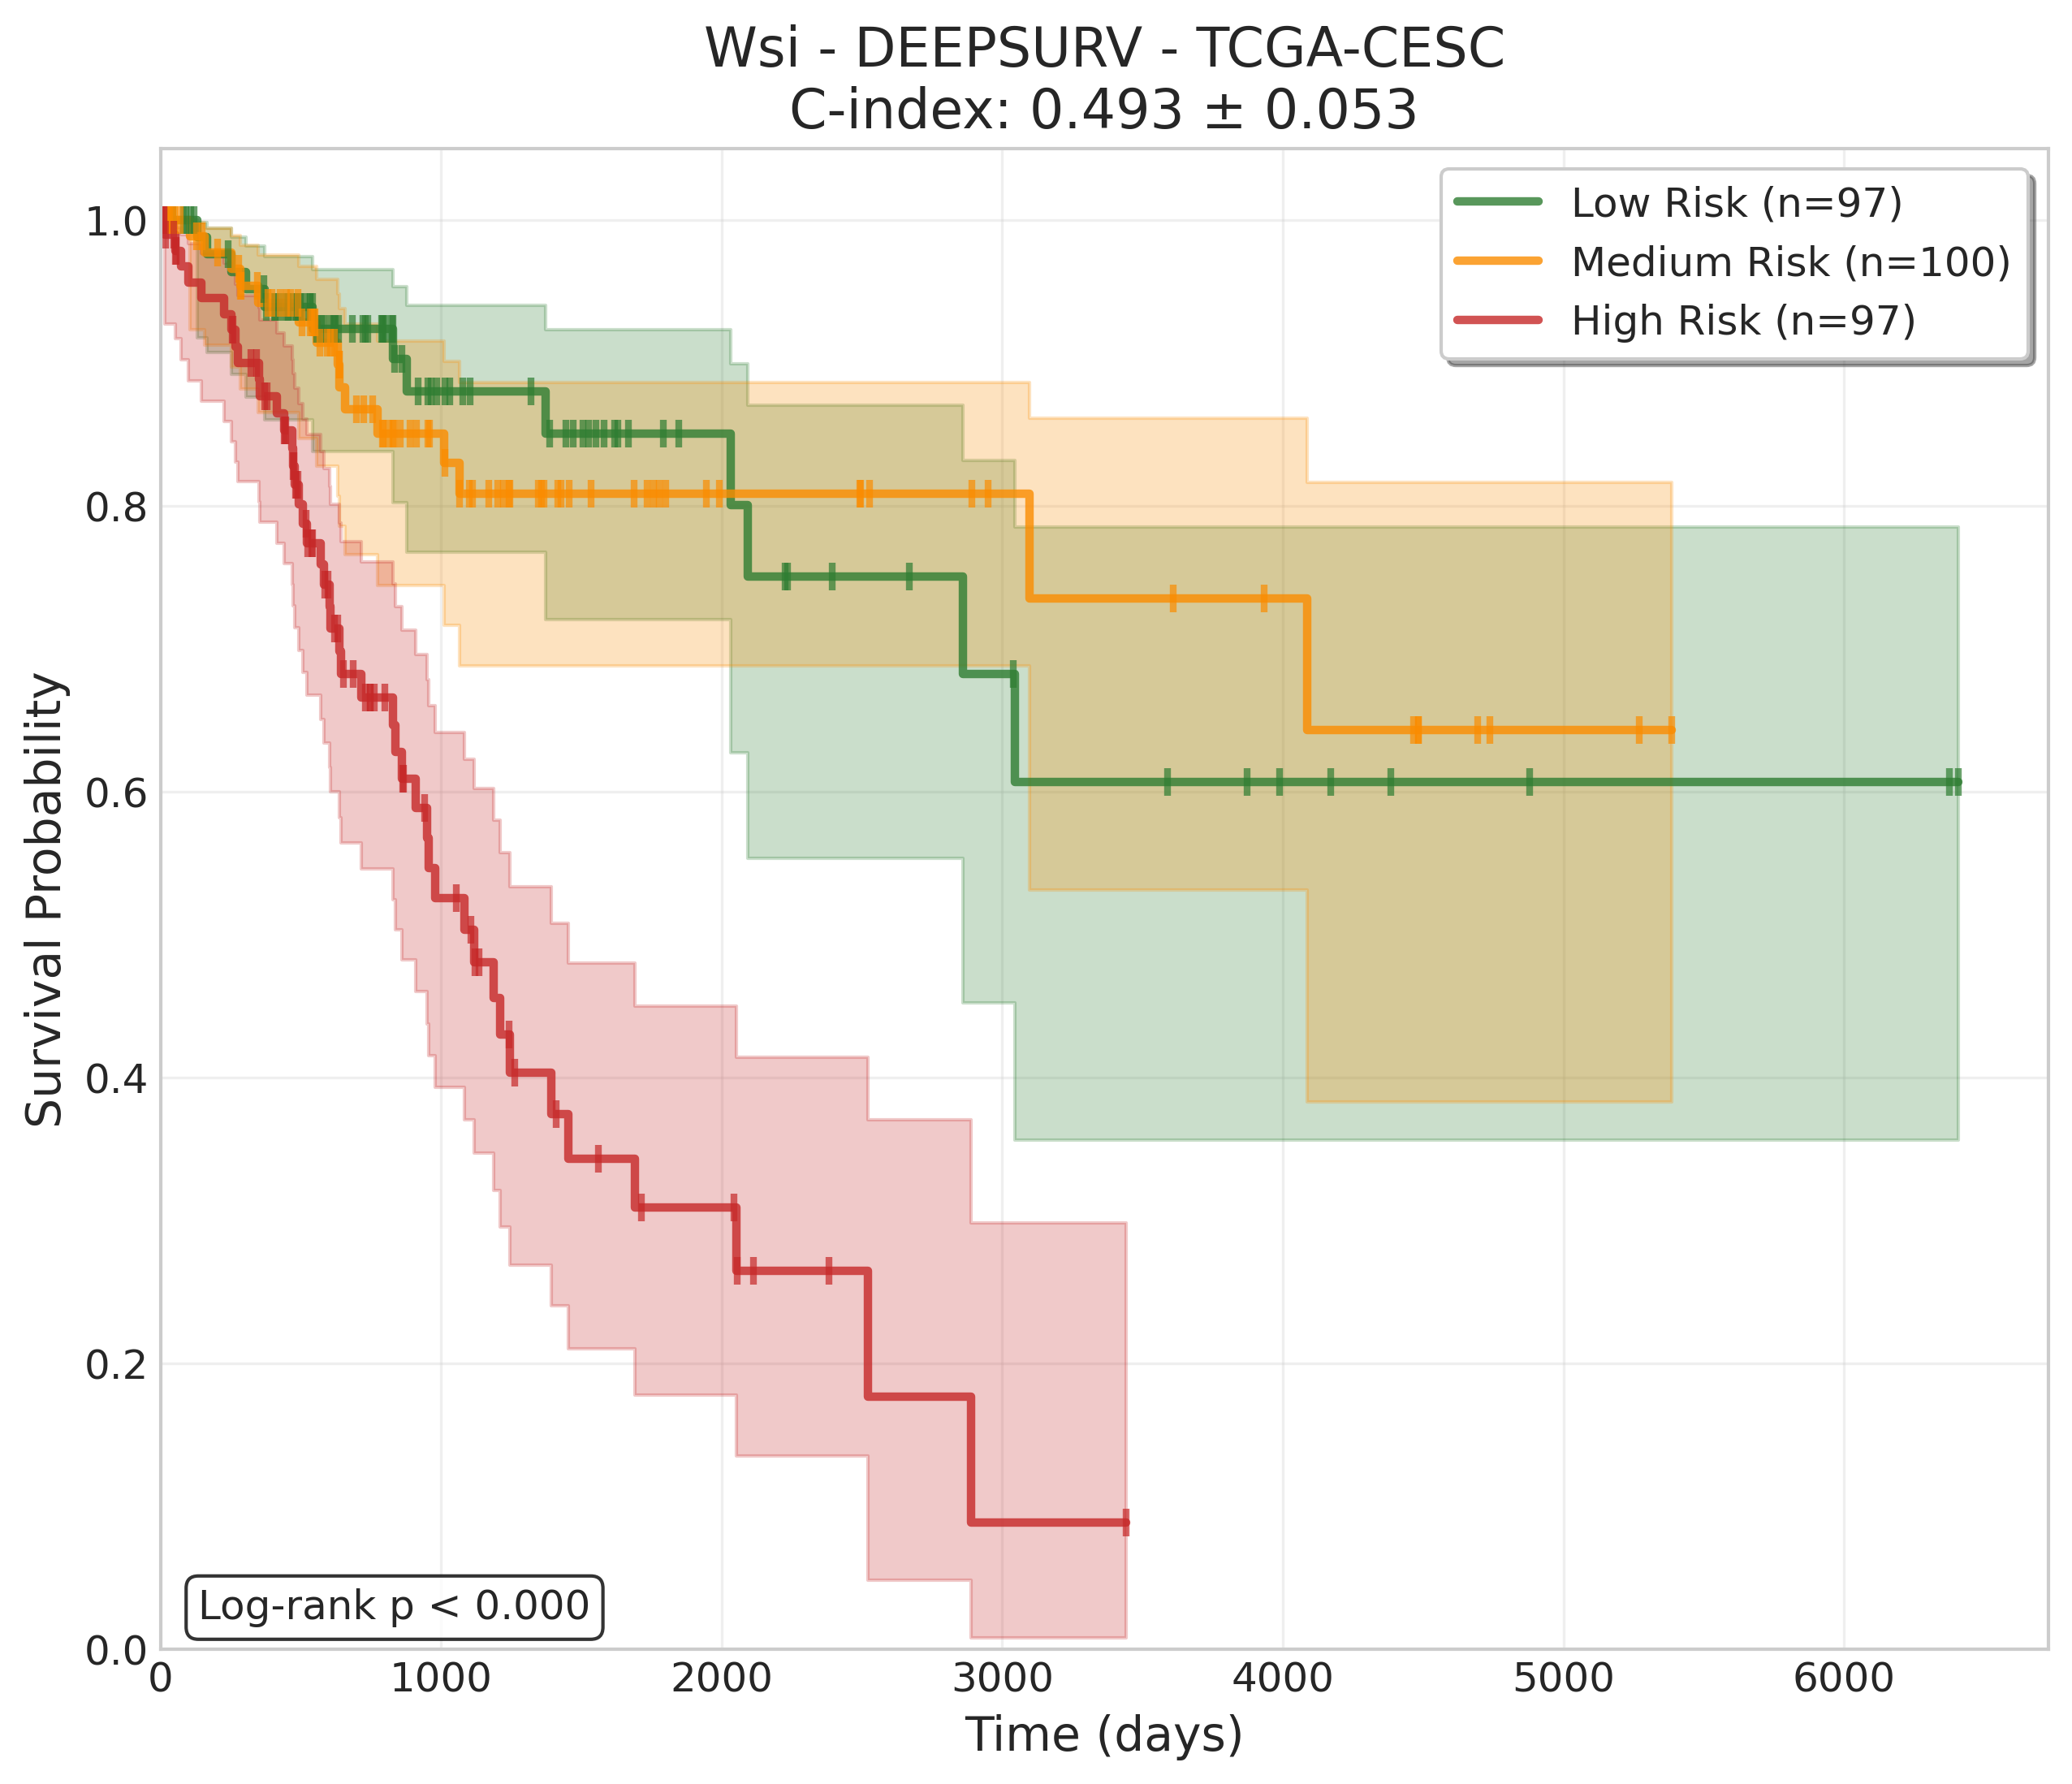 Wsi - DEEPSURV - TCGA-CESC
C-index: 0.493 ± 0.053
Low Risk (n=97)
Medium Risk (n=100)
High Risk (n=97)
Survival Probability
1.0
0.8
0.6
0.4
0.2
0.0
Log-rank p < 0.000
0 1000 2000 3000 4000 5000 6000
Time (days)